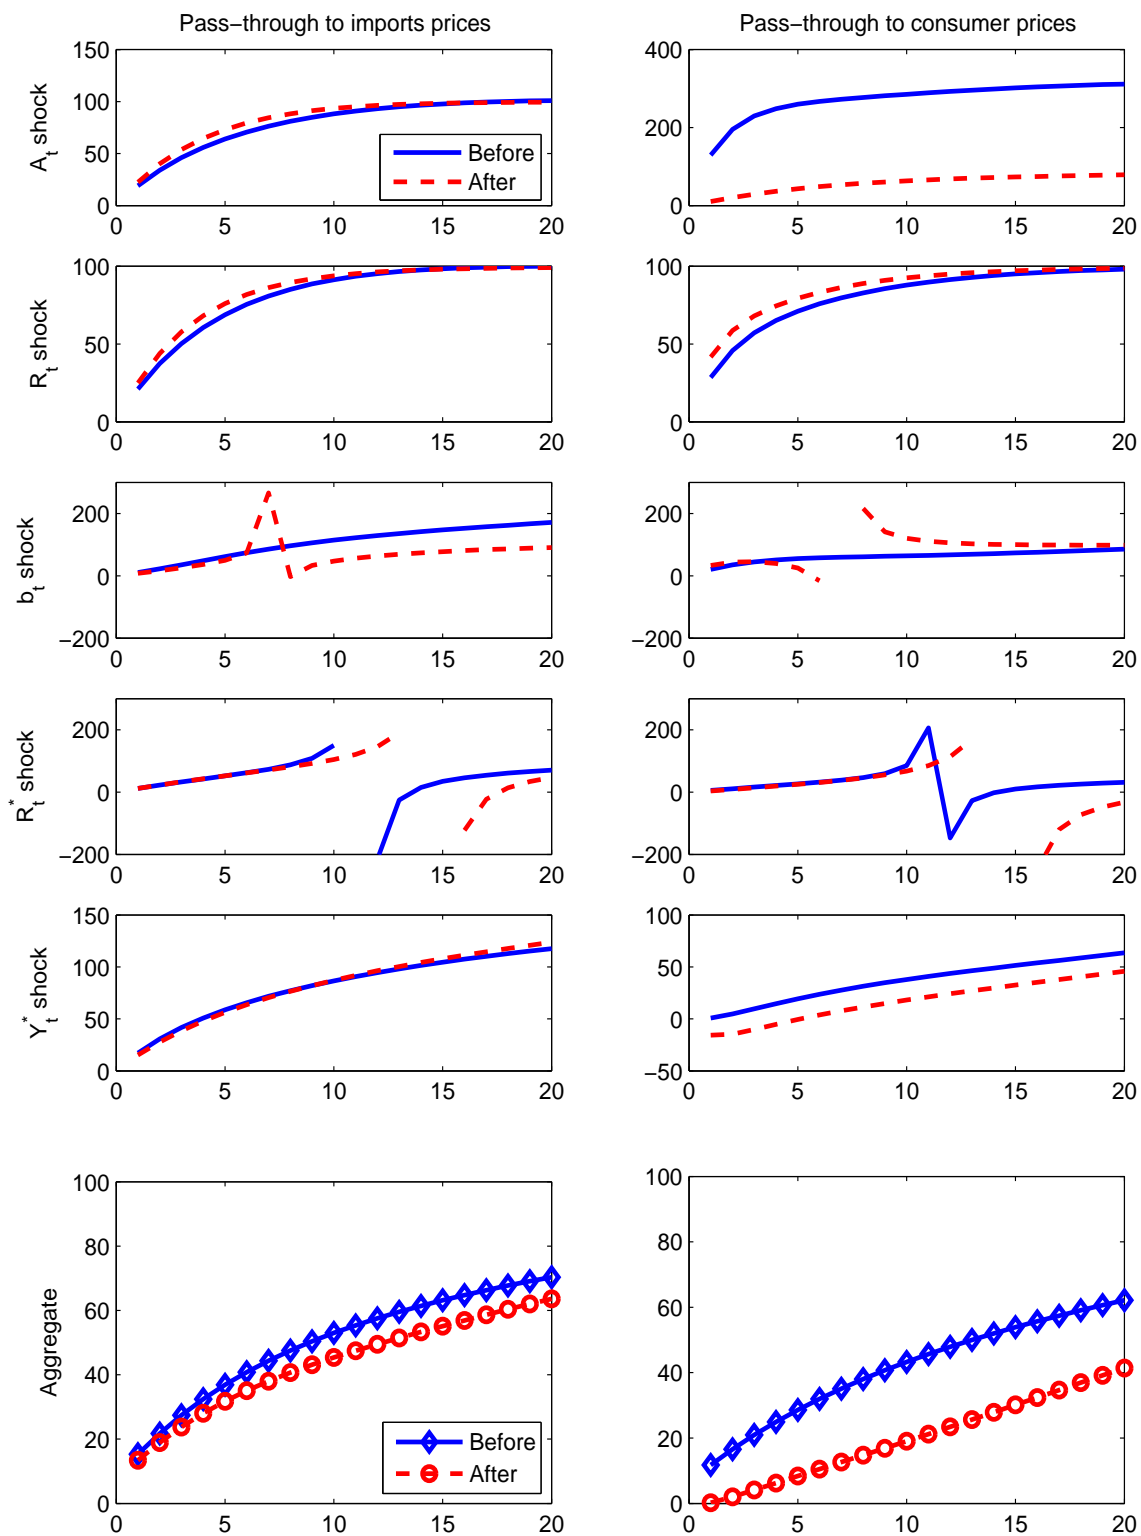 Pass−through to imports prices
Pass−through to consumer prices
A_t shock
150
100
50
0
0 5 10 15 20
Before
After
400
200
0
0 5 10 15 20
R_t shock
100
50
0
0 5 10 15 20
100
50
0
0 5 10 15 20
b_t shock
200
0
−200
0 5 10 15 20
200
0
−200
0 5 10 15 20
R_t^* shock
200
0
−200
0 5 10 15 20
200
0
−200
0 5 10 15 20
Y_t^* shock
150
100
50
0
0 5 10 15 20
100
50
0
−50
0 5 10 15 20
Aggregate
100
80
60
40
20
0
0 5 10 15 20
Before
After
100
80
60
40
20
0
0 5 10 15 20